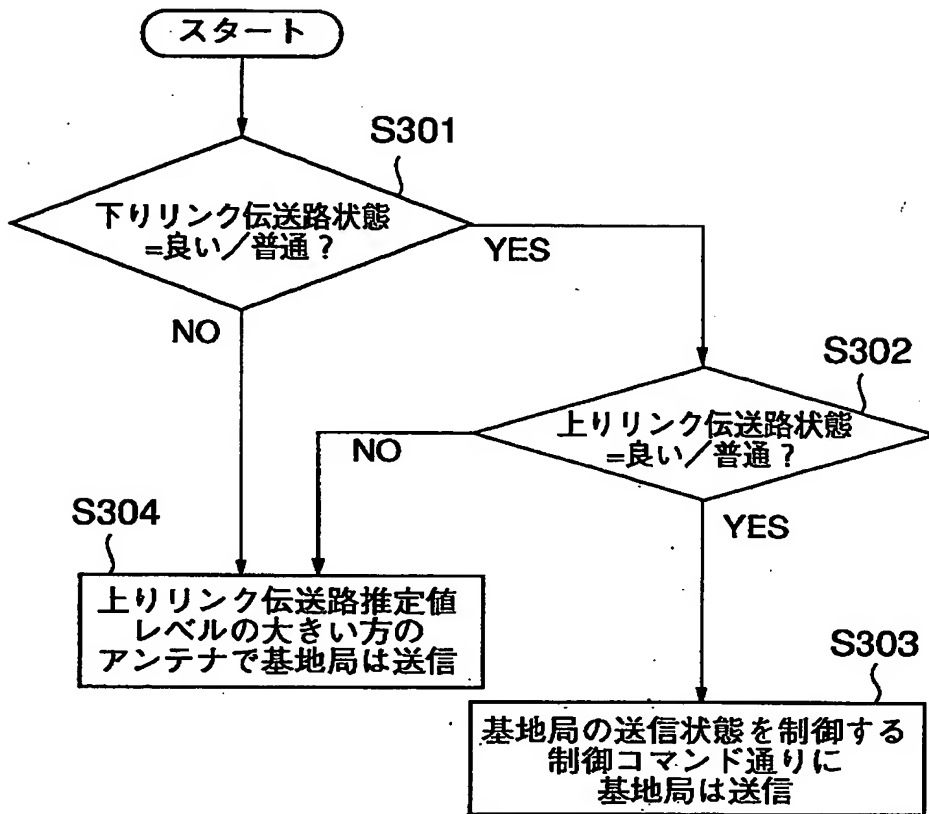 スタート
S301
下りリンク伝送路状態
=良い／普通？
YES
NO
S302
上りリンク伝送路状態
=良い／普通？
NO
YES
S304
上りリンク伝送路推定値
レベルの大きい方の
アンテナで基地局は送信
S303
基地局の送信状態を制御する
制御コマンド通りに
基地局は送信